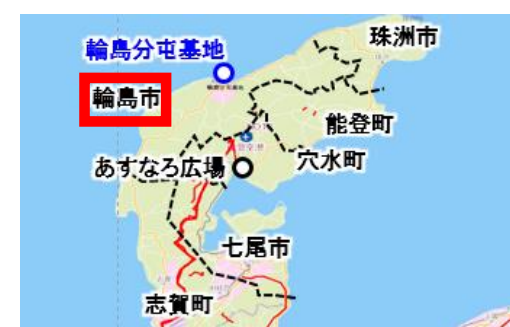 珠洲市
輪島分屯基地
輪島市
能登町
穴水町
あすなろ広場
七尾市
志賀町